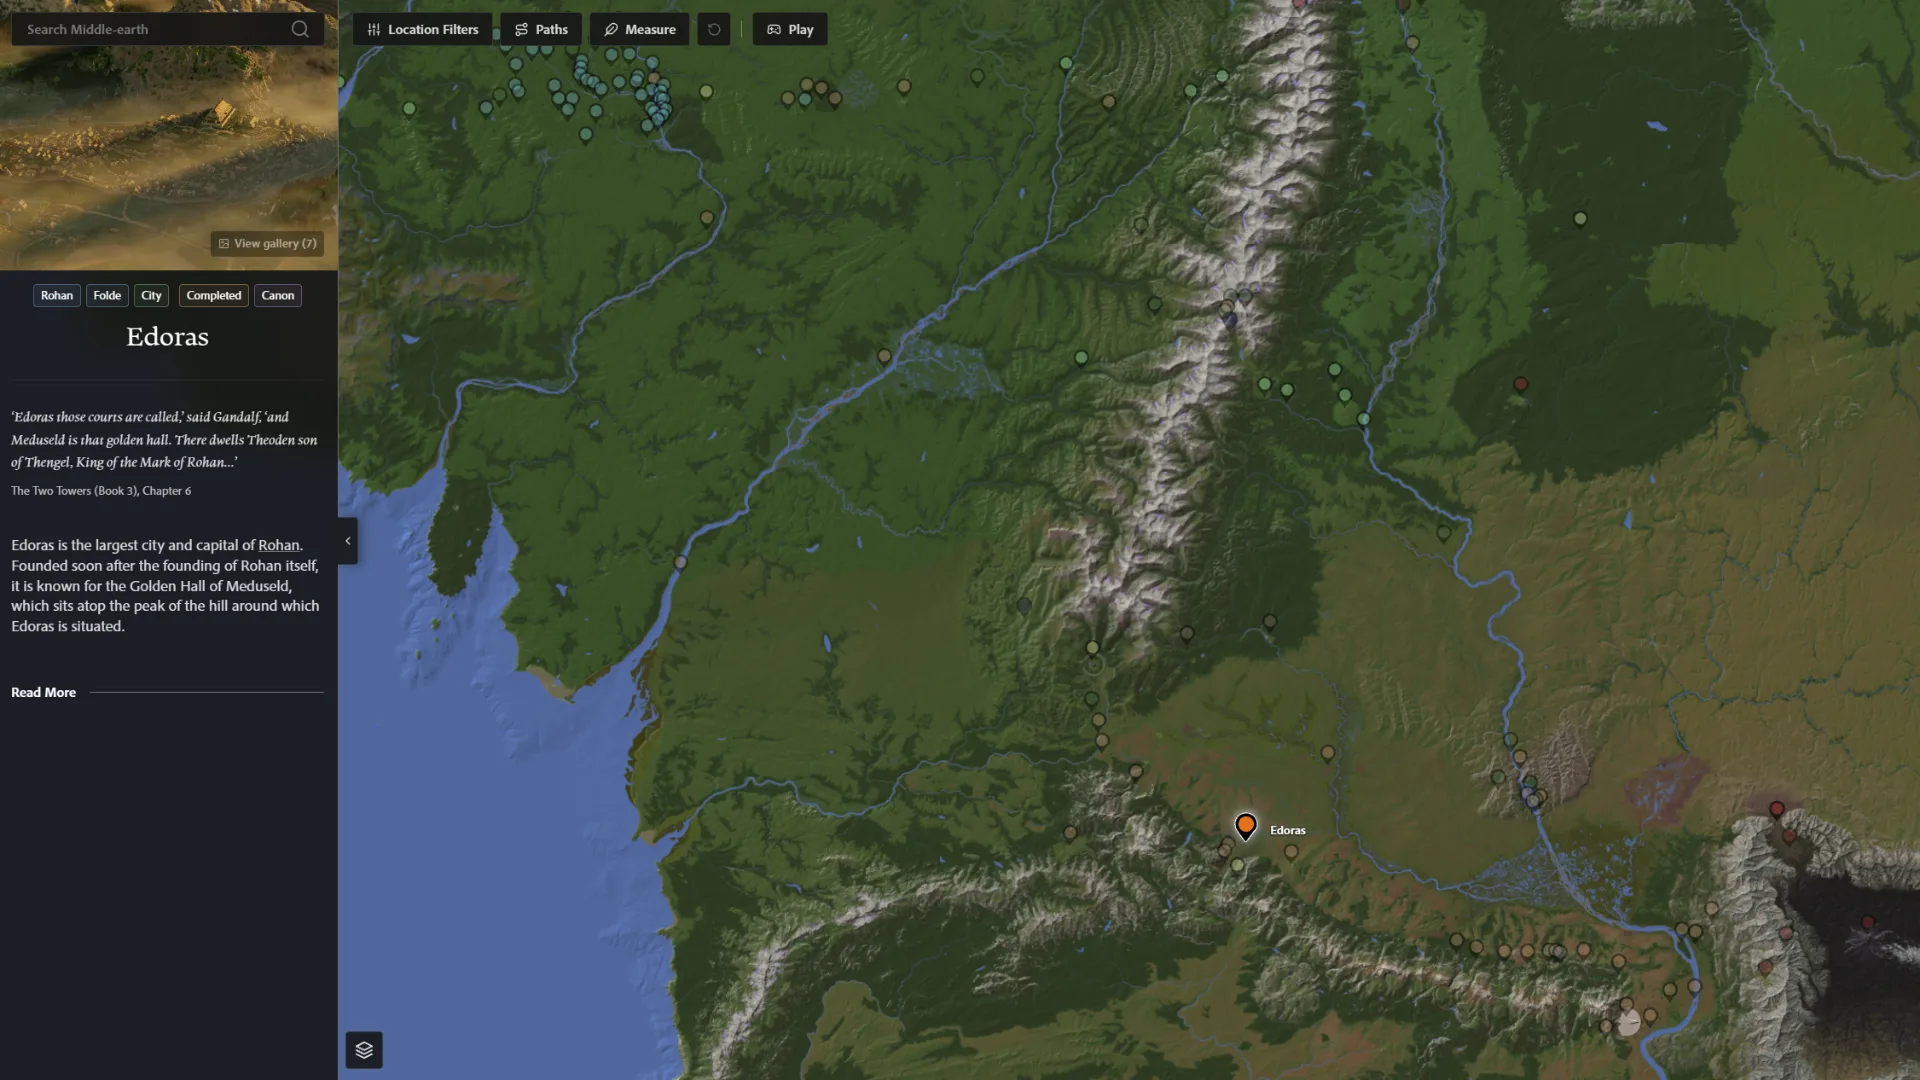 Search Middle-earth
Location Filters
Paths
Measure
Play
View gallery (7)
Rohan
Folde
City
Completed
Canon
Edoras
‘Edoras those courts are called,’ said Gandalf, ‘and
Meduseld is that golden hall. There dwells Theoden son
of Thengel, King of the Mark of Rohan...’
The Two Towers (Book 3), Chapter 6
Edoras is the largest city and capital of Rohan.
Founded soon after the founding of Rohan itself,
it is known for the Golden Hall of Meduseld,
which sits atop the peak of the hill around which
Edoras is situated.
Read More
Edoras